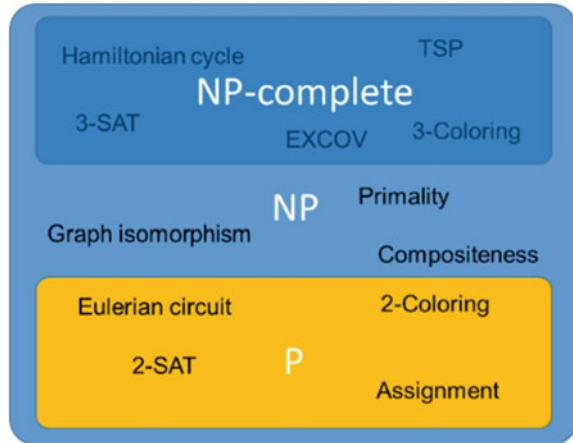 Hamiltonian cycle
TSP
NP-complete
3-SAT
EXCOV
3-Coloring
NP
Primality
Graph isomorphism
Compositeness
Eulerian circuit
2-Coloring
2-SAT
P
Assignment